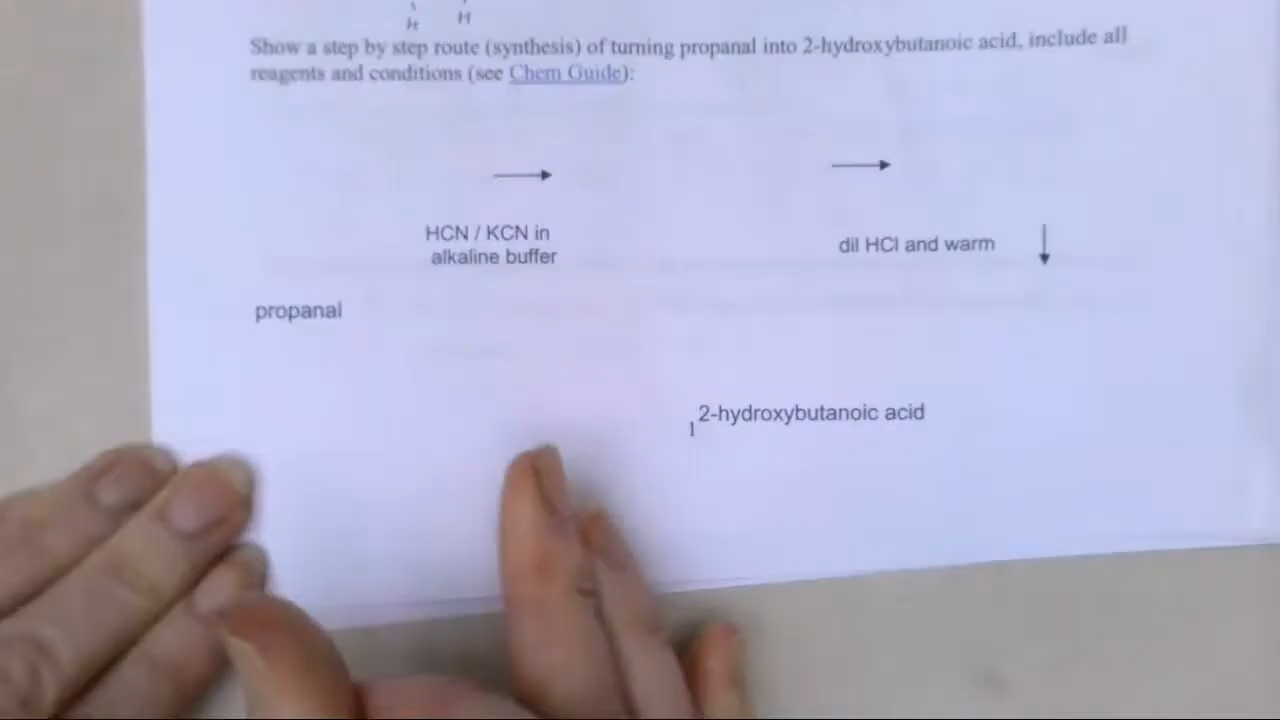 H H
Show a step by step route (synthesis) of turning propanal into 2-hydroxybutanoic acid, include all
reagents and conditions (see Chem Guide):
HCN / KCN in
alkaline buffer
dil HCl and warm
propanal
2-hydroxybutanoic acid